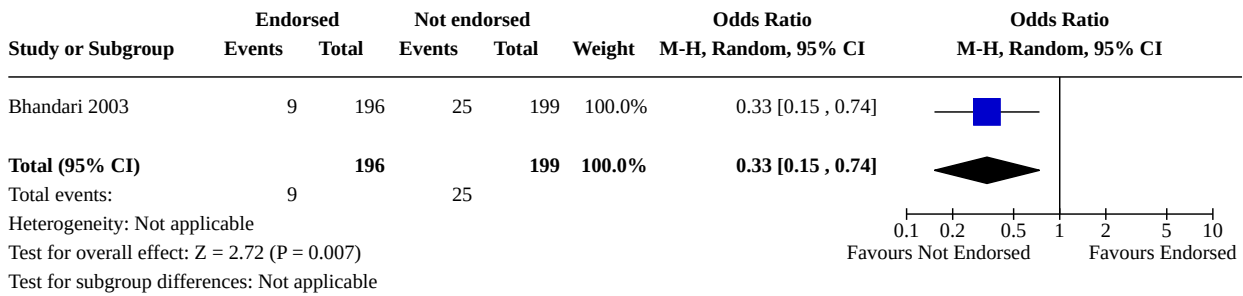 Endorsed Not endorsed Odds Ratio Odds Ratio
Study or Subgroup Events Total Events Total Weight M-H, Random, 95% CI M-H, Random, 95% CI
Bhandari 2003 9 196 25 199 100.0% 0.33 [0.15 , 0.74]
Total (95% CI) 196 199 100.0% 0.33 [0.15 , 0.74]
Total events: 9 25
Heterogeneity: Not applicable
0.1 0.2 0.5 1 2 5 10
Test for overall effect: Z = 2.72 (P = 0.007)
Favours Not Endorsed Favours Endorsed
Test for subgroup differences: Not applicable